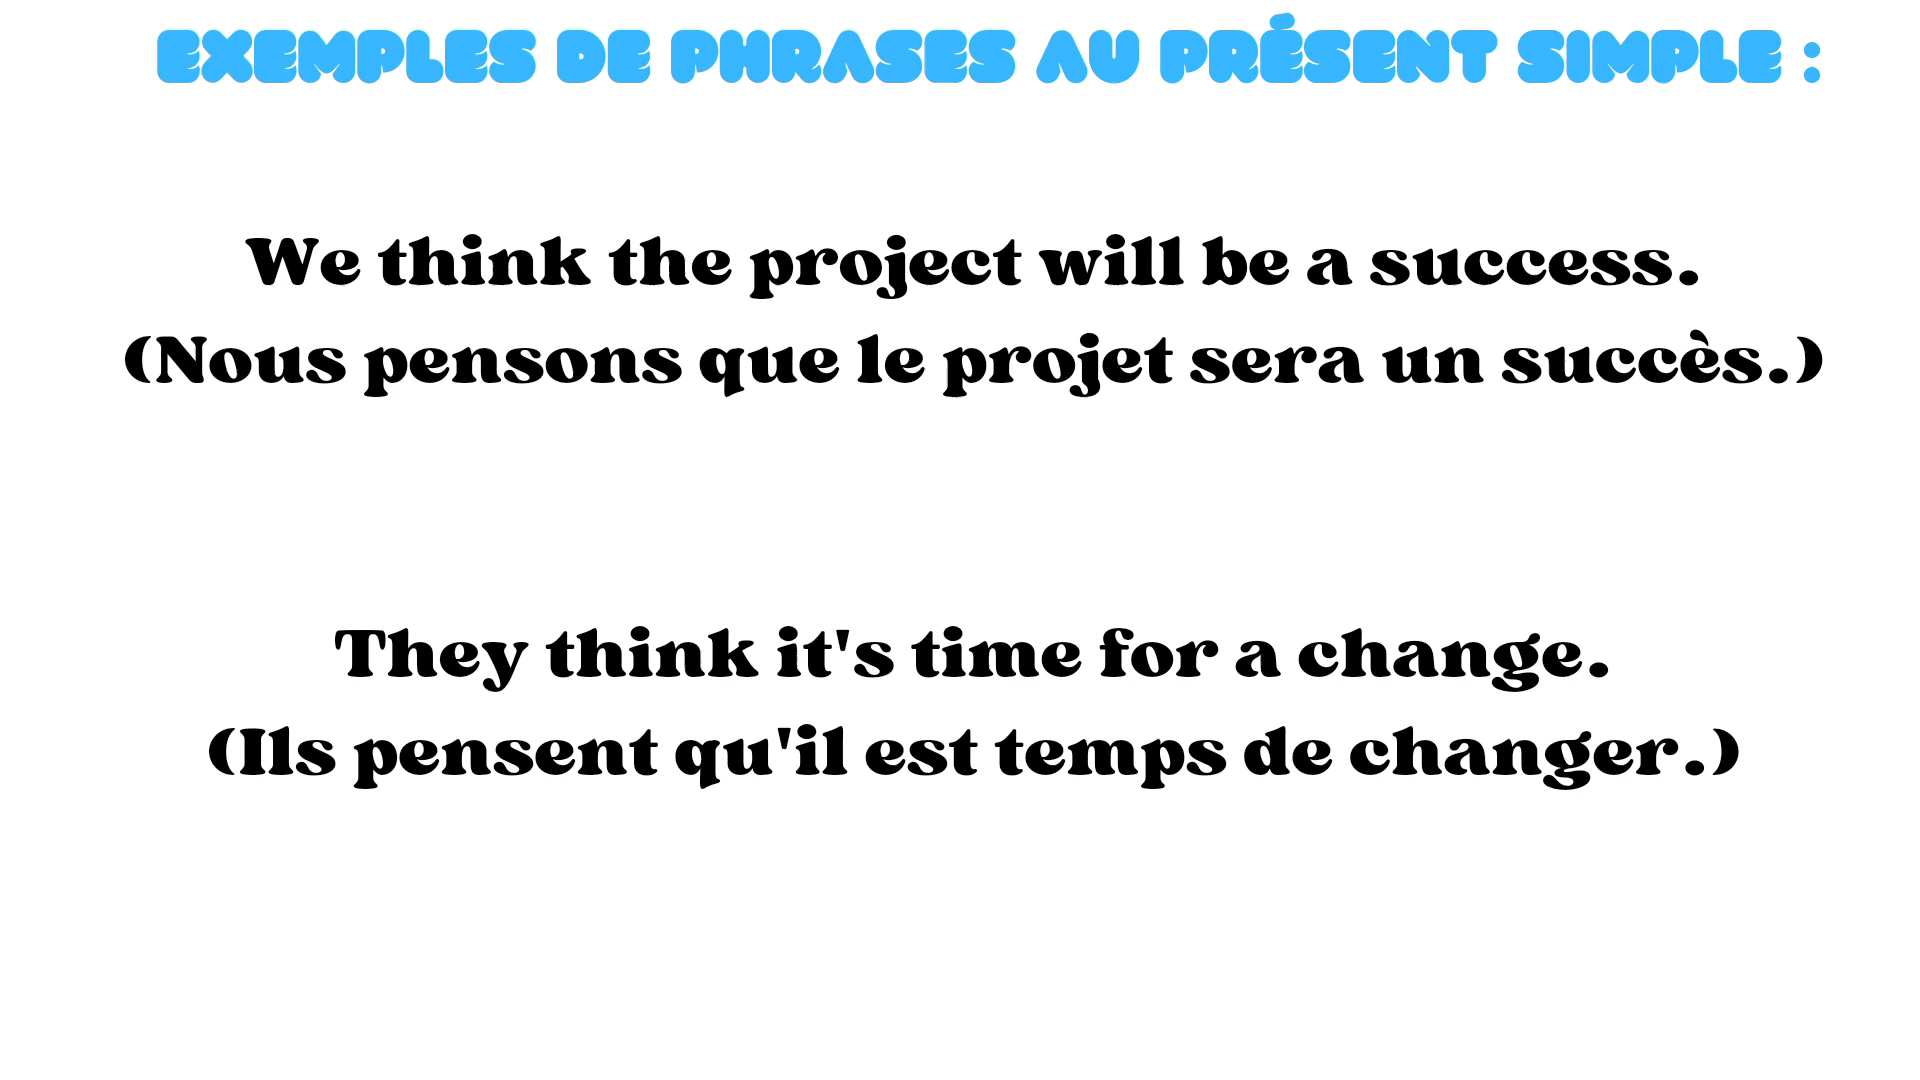 EXEMPLES DE PHRASES AU PRÉSENT SIMPLE :
We think the project will be a success.
(Nous pensons que le projet sera un succès.)
They think it's time for a change.
(Ils pensent qu'il est temps de changer.)